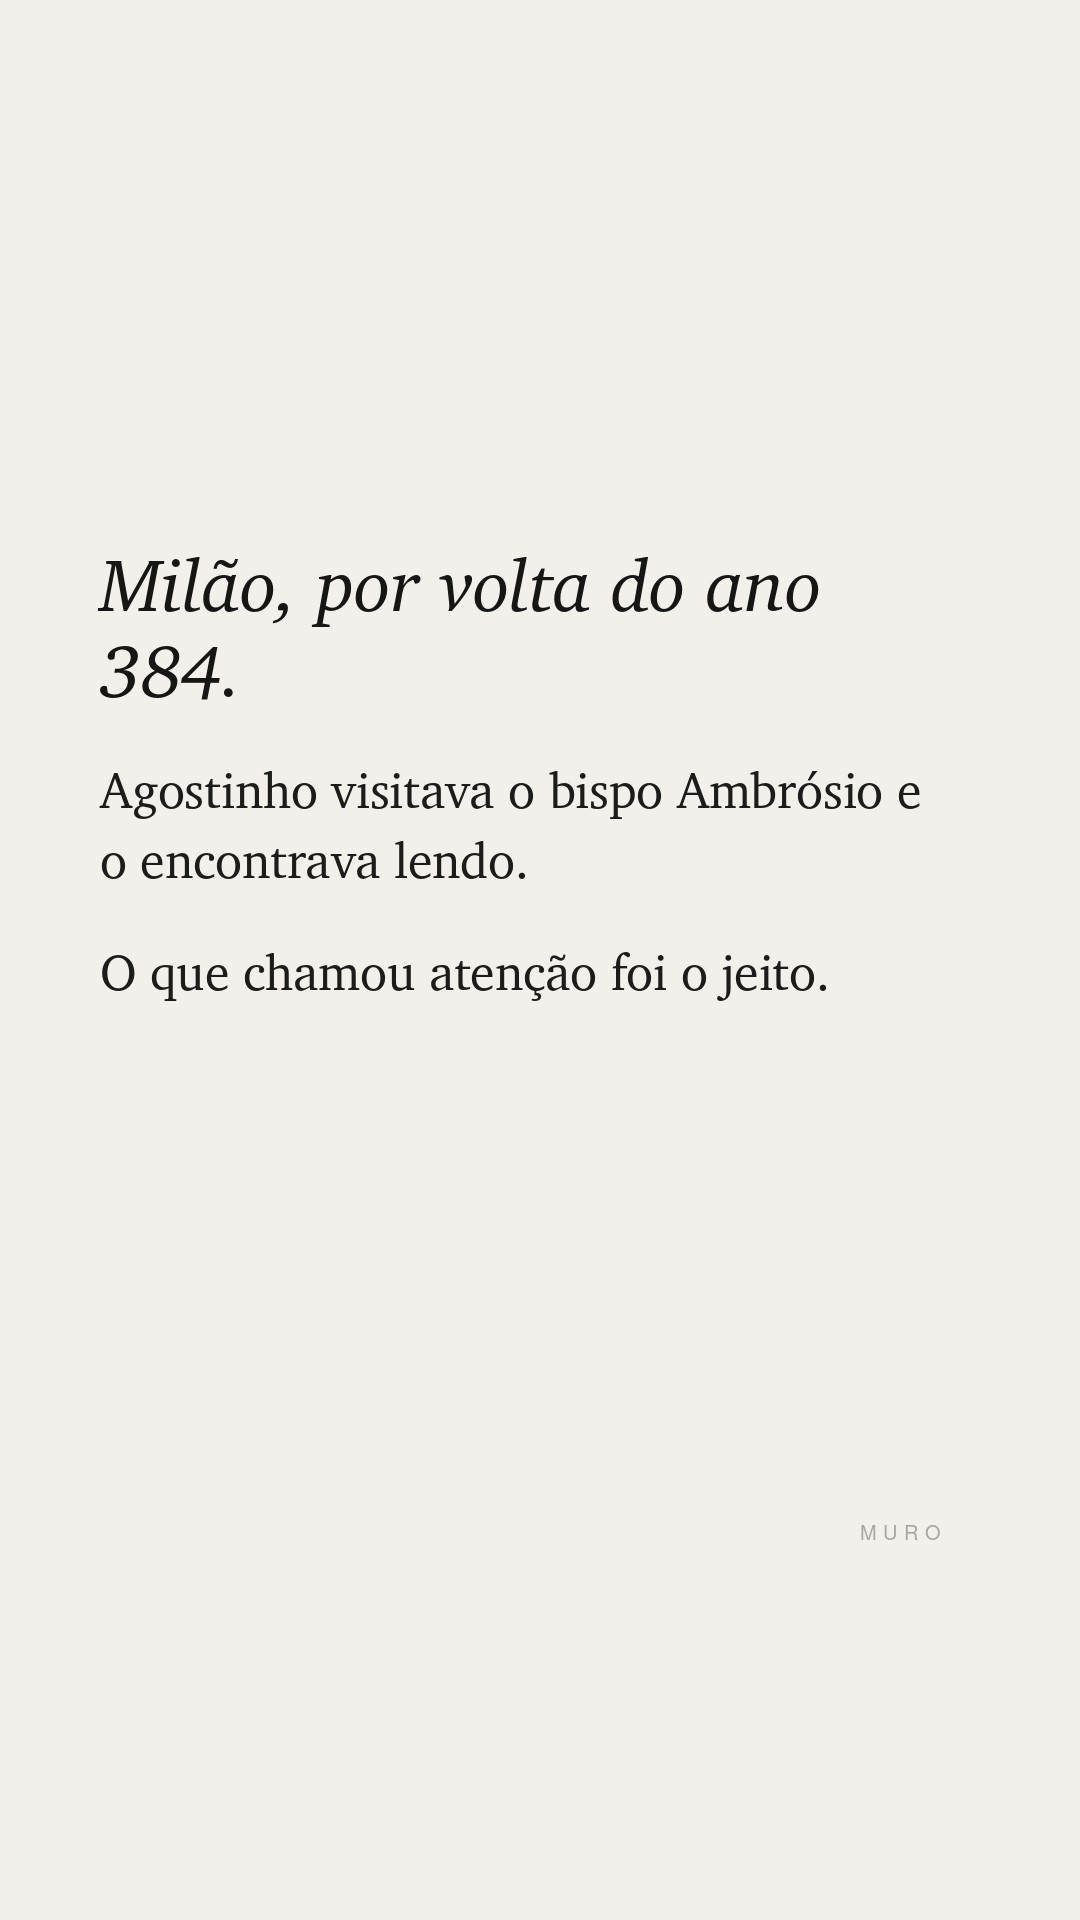 Milão, por volta do ano
384.
Agostinho visitava o bispo Ambrósio e
o encontrava lendo.
O que chamou atenção foi o jeito.
MURO